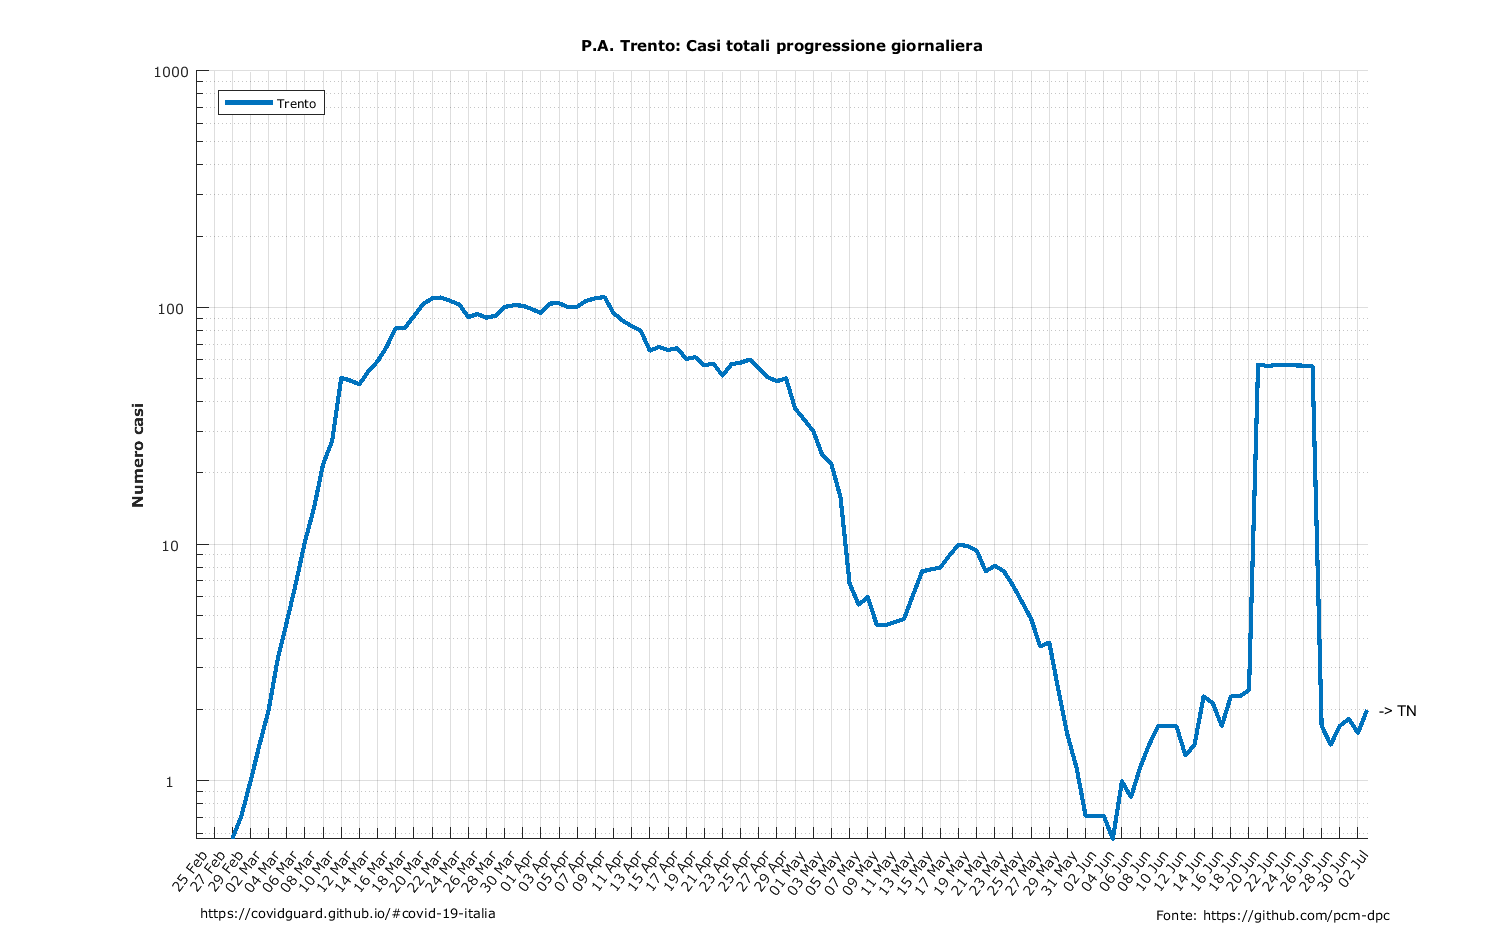 P.A. Trento: Casi totali progressione giornaliera
1000
Trento
100
Numero casi
10
-> TN
1
25 Feb
27 Feb
29 Feb
02 Mar
04 Mar
06 Mar
08 Mar
10 Mar
12 Mar
14 Mar
16 Mar
18 Mar
20 Mar
22 Mar
24 Mar
26 Mar
28 Mar
30 Mar
01 Apr
03 Apr
05 Apr
07 Apr
09 Apr
11 Apr
13 Apr
15 Apr
17 Apr
19 Apr
21 Apr
23 Apr
25 Apr
27 Apr
29 Apr
01 May
03 May
05 May
07 May
09 May
11 May
13 May
15 May
17 May
19 May
21 May
23 May
25 May
27 May
29 May
31 May
02 Jun
04 Jun
06 Jun
08 Jun
10 Jun
12 Jun
14 Jun
16 Jun
18 Jun
20 Jun
22 Jun
24 Jun
26 Jun
28 Jun
30 Jun
02 Jul
https://covidguard.github.io/#covid-19-italia
Fonte: https://github.com/pcm-dpc